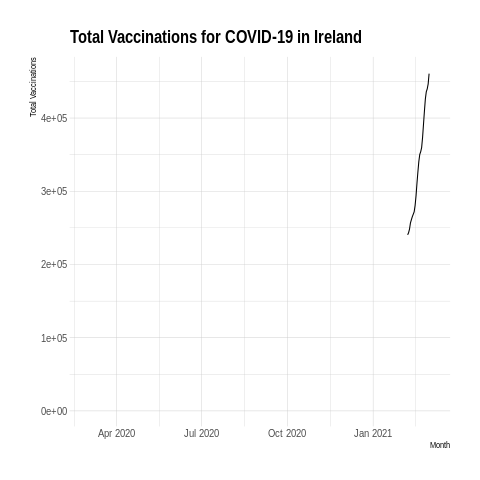 Total Vaccinations for COVID-19 in Ireland
Total Vaccinations
4e+05
3e+05
2e+05
1e+05
0e+00
Apr 2020
Jul 2020
Oct 2020
Jan 2021
Month